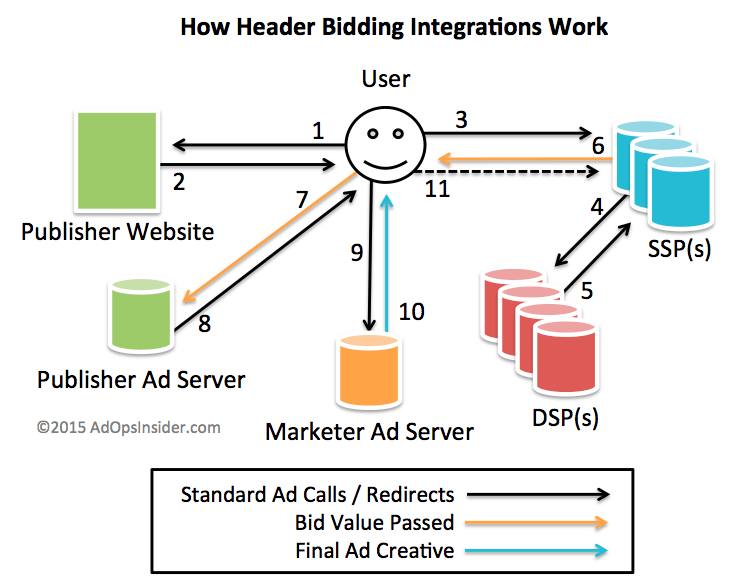 How Header Bidding Integrations Work
User
1
2
3
6
11
7
4
5
9
8
10
Publisher Website
SSP(s)
Publisher Ad Server
Marketer Ad Server
DSP(s)
©2015 AdOpsInsider.com
Standard Ad Calls / Redirects
Bid Value Passed
Final Ad Creative